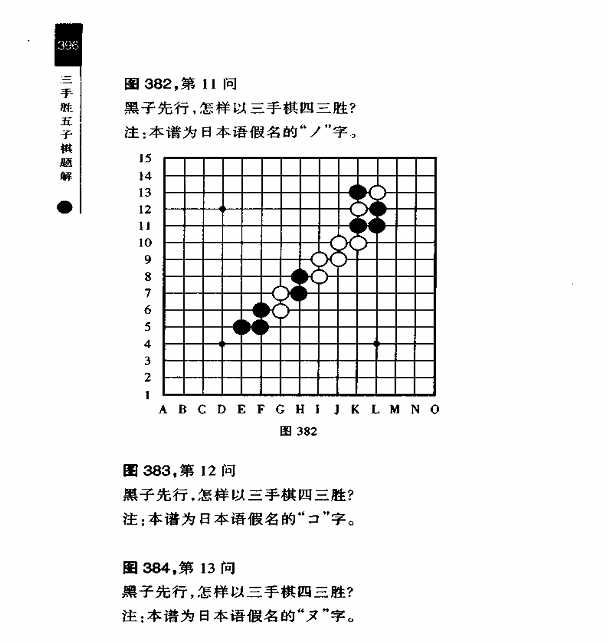 396
三手胜五子棋题解
图 382,第 11 问
黑子先行,怎样以三手棋四三胜?
注:本谱为日本语假名的“ノ”字。
15
14
13
12
11
10
9
8
7
6
5
4
3
2
1
A B C D E F G H I J K L M N O
图 382
图 383,第 12 问
黑子先行,怎样以三手棋四三胜?
注:本谱为日本语假名的“コ”字。
图 384,第 13 问
黑子先行,怎样以三手棋四三胜?
注:本谱为日本语假名的“ヌ”字。